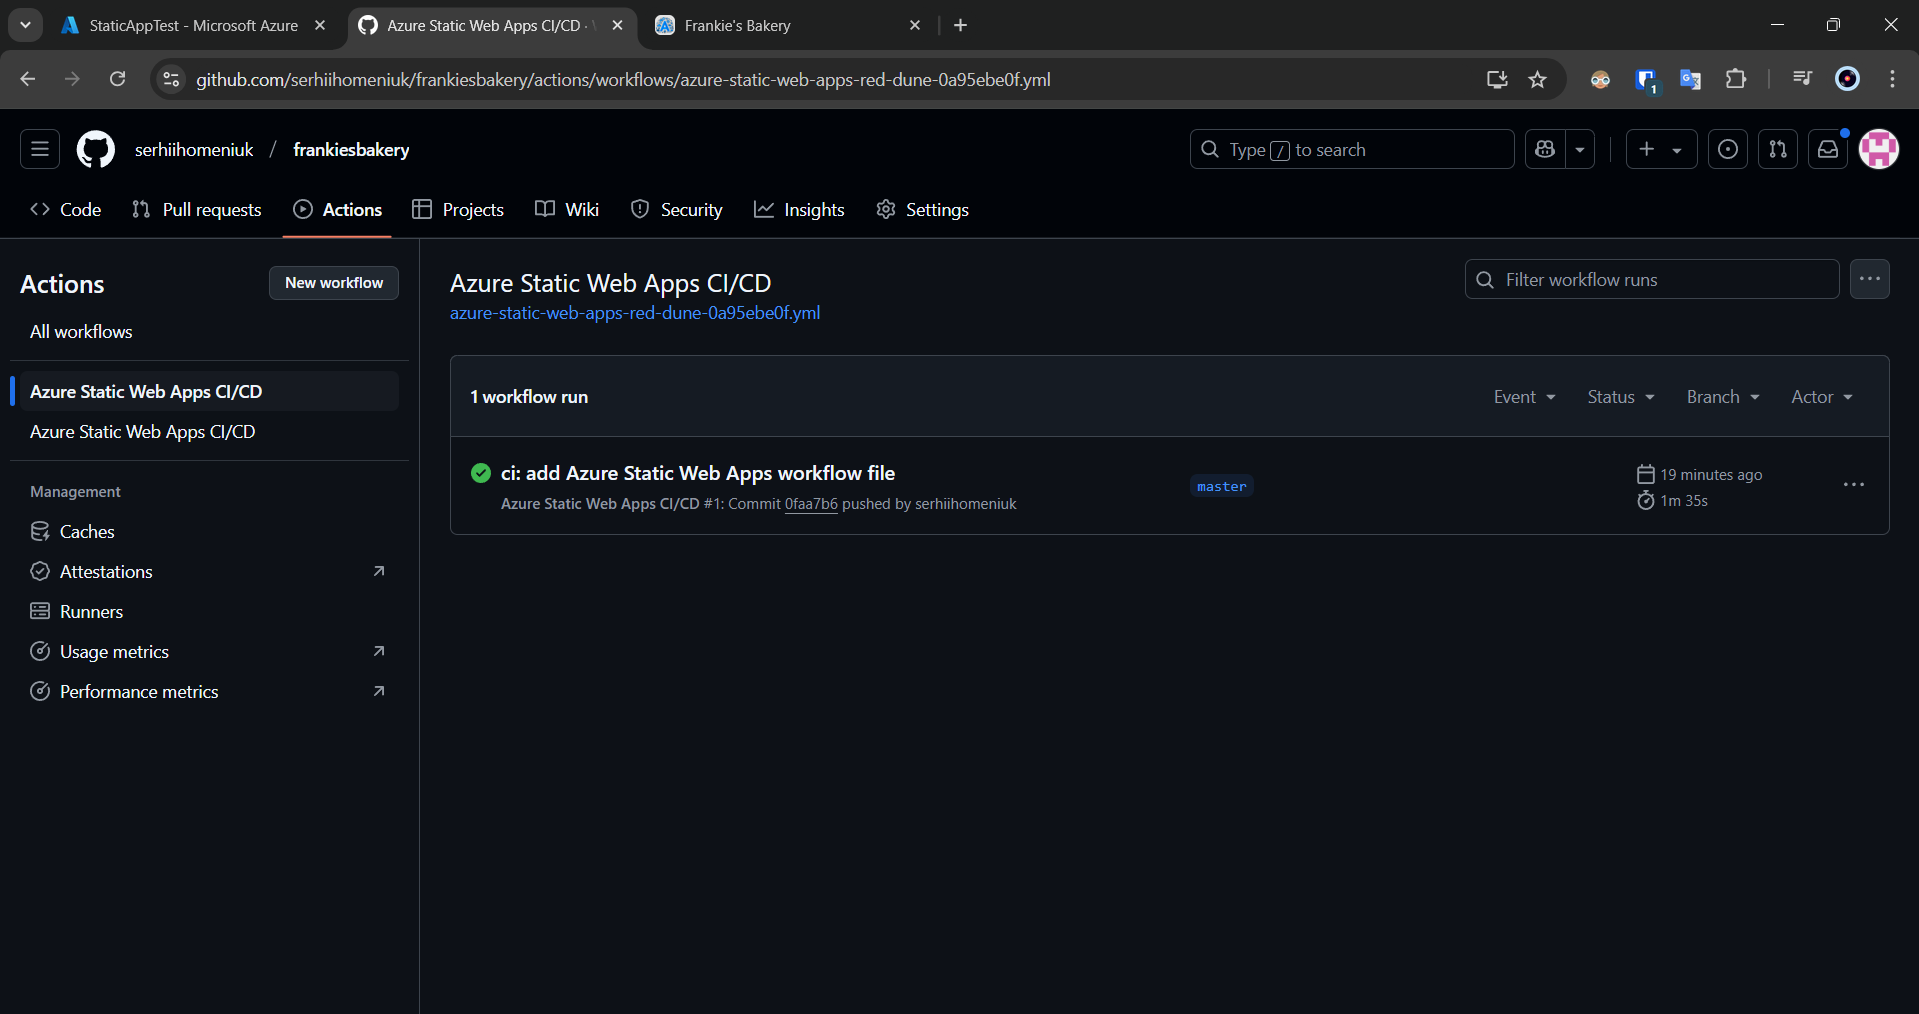 StaticAppTest - Microsoft Azure
Azure Static Web Apps CI/CD ·
Frankie's Bakery
github.com/serhiihomeniuk/frankiesbakery/actions/workflows/azure-static-web-apps-red-dune-0a95ebe0f.yml
1
serhiihomeniuk / frankiesbakery
Type / to search
Code
Pull requests
Actions
Projects
Wiki
Security
Insights
Settings
Actions
New workflow
All workflows
Azure Static Web Apps CI/CD
Azure Static Web Apps CI/CD
Management
Caches
Attestations
Runners
Usage metrics
Performance metrics
Azure Static Web Apps CI/CD
azure-static-web-apps-red-dune-0a95ebe0f.yml
Filter workflow runs
1 workflow run
Event
Status
Branch
Actor
ci: add Azure Static Web Apps workflow file
Azure Static Web Apps CI/CD #1: Commit 0faa7b6 pushed by serhiihomeniuk
master
19 minutes ago
1m 35s